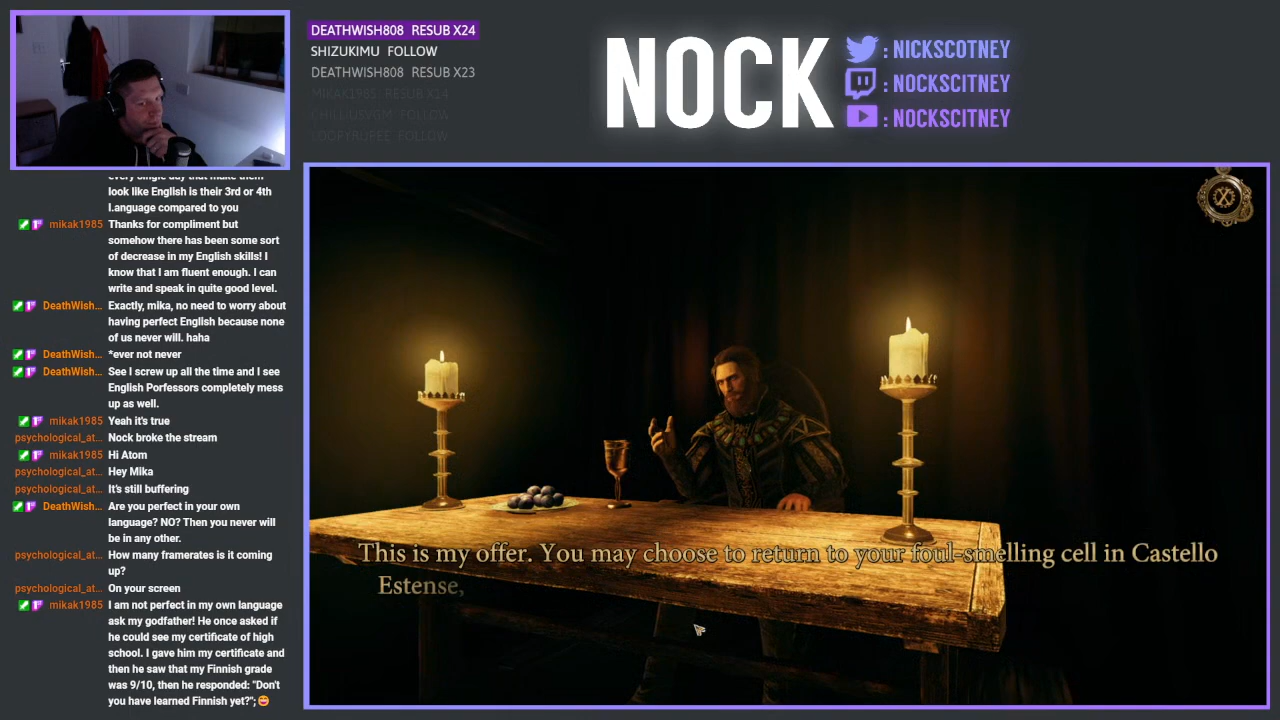 DEATHWISH808 RESUB X24
SHIZUKIMU FOLLOW
DEATHWISH808 RESUB X23
MIKAK1985 RESUB X14
NOCK
: NICKSCOTNEY
: NOCKSCITNEY
: NOCKSCITNEY
every single day that make them
look like English is their 3rd or 4th
Language compared to you
mikak1985 Thanks for compliment but
somehow there has been some sort
of decrease in my English skills! I
know that I am fluent enough. I can
write and speak in quite good level.
DeathWish... Exactly, mika, no need to worry about
having perfect English because none
of us never will. haha
DeathWish... *ever not never
DeathWish... See I screw up all the time and I see
English Porfessors completely mess
up as well.
mikak1985 Yeah it's true
psychological_at... Nock broke the stream
mikak1985 Hi Atom
psychological_at... Hey Mika
psychological_at... It's still buffering
DeathWish... Are you perfect in your own
language? NO? Then you never will
be in any other.
psychological_at... How many framerates is it coming
up?
psychological_at... On your screen
mikak1985 I am not perfect in my own language
ask my godfather! He once asked if
he could see my certificate of high
school. I gave him my certificate and
then he saw that my Finnish grade
was 9/10, then he responded: "Don't
you have learned Finnish yet?";
This is my offer. You may choose to return to your foul-smelling cell in Castello
Estense,